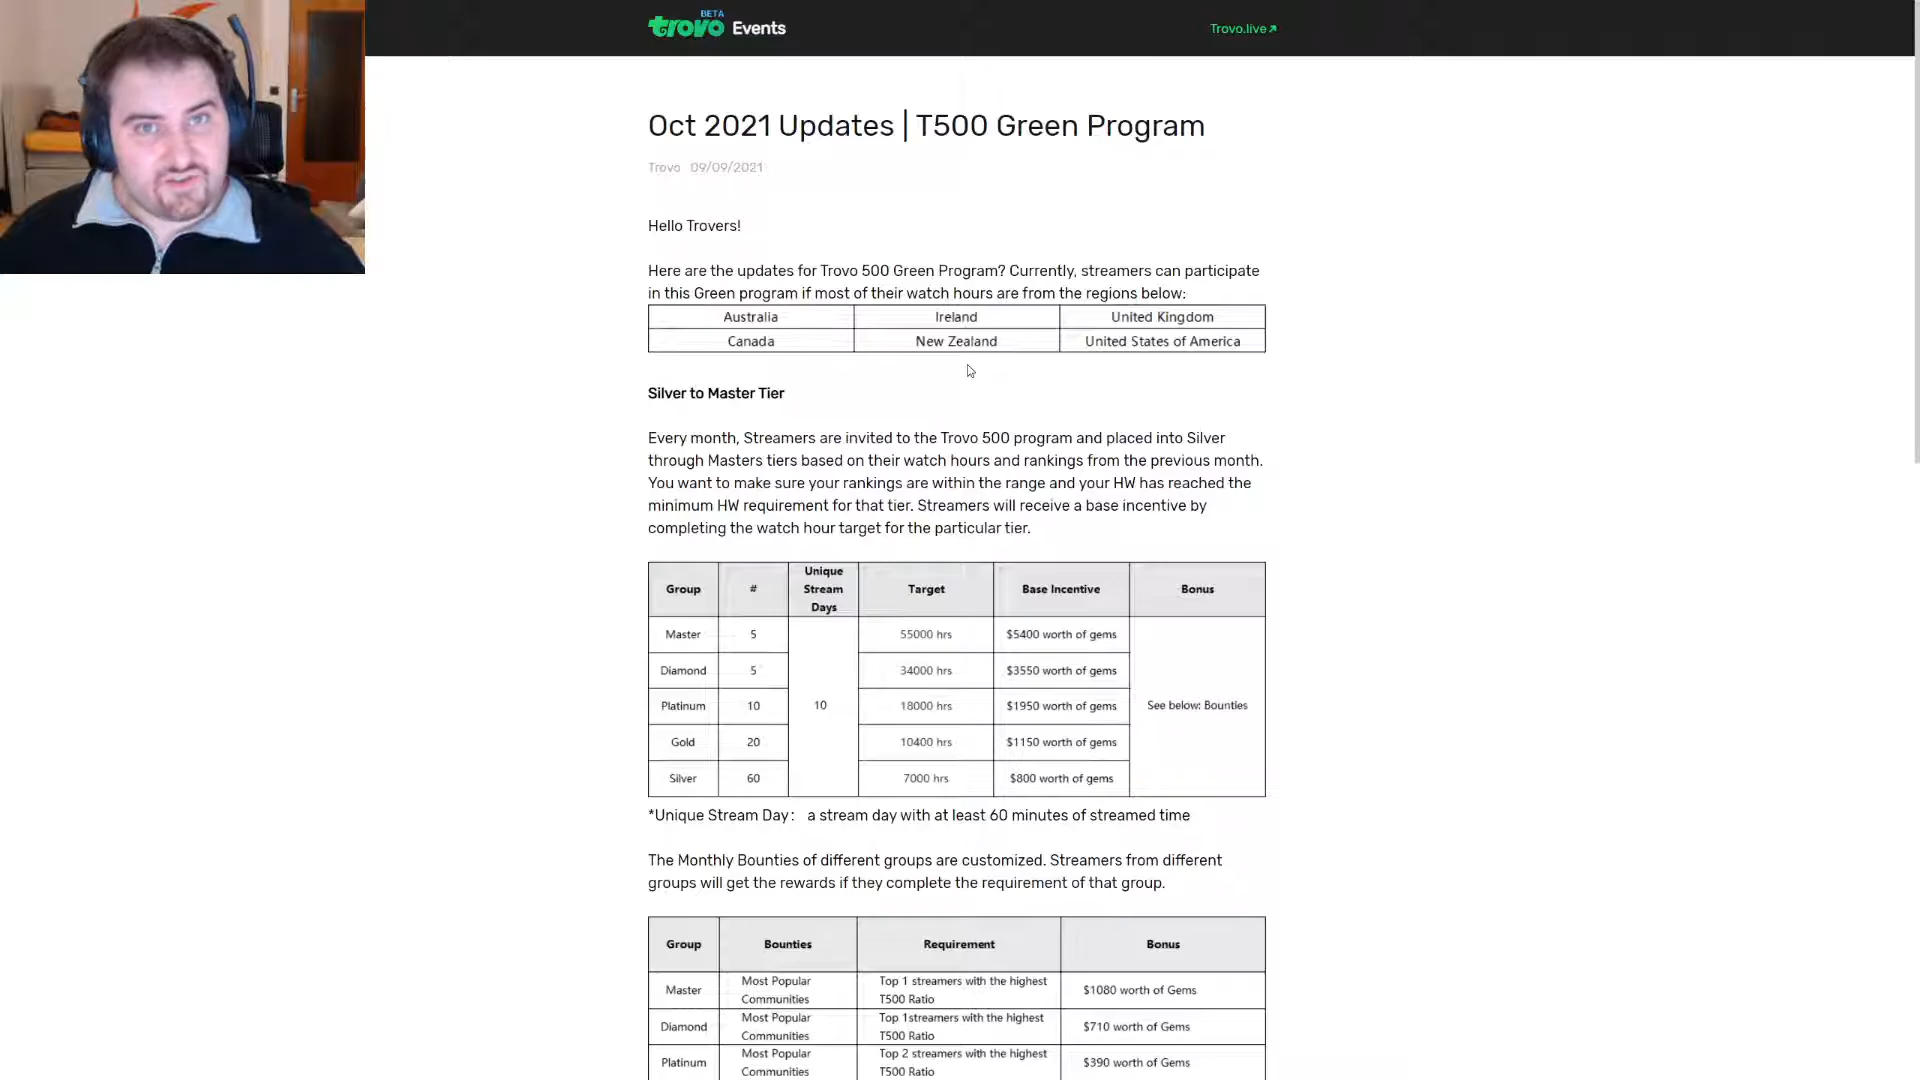 BETA
trovo Events
Trovo.live
Oct 2021 Updates | T500 Green Program
Trovo 09/09/2021
Hello Trovers!
Here are the updates for Trovo 500 Green Program? Currently, streamers can participate
in this Green program if most of their watch hours are from the regions below:
Australia Ireland United Kingdom
Canada New Zealand United States of America
Silver to Master Tier
Every month, Streamers are invited to the Trovo 500 program and placed into Silver
through Masters tiers based on their watch hours and rankings from the previous month.
You want to make sure your rankings are within the range and your HW has reached the
minimum HW requirement for that tier. Streamers will receive a base incentive by
completing the watch hour target for the particular tier.
Group # Unique Stream Days Target Base Incentive Bonus
Master 5 55000 hrs $5400 worth of gems
Diamond 5 34000 hrs $3550 worth of gems
Platinum 10 10 18000 hrs $1950 worth of gems See below: Bounties
Gold 20 10400 hrs $1150 worth of gems
Silver 60 7000 hrs $800 worth of gems
*Unique Stream Day: a stream day with at least 60 minutes of streamed time
The Monthly Bounties of different groups are customized. Streamers from different
groups will get the rewards if they complete the requirement of that group.
Group Bounties Requirement Bonus
Master Most Popular Communities Top 1 streamers with the highest T500 Ratio $1080 worth of Gems
Diamond Most Popular Communities Top 1streamers with the highest T500 Ratio $710 worth of Gems
Platinum Most Popular Communities Top 2 streamers with the highest T500 Ratio $390 worth of Gems